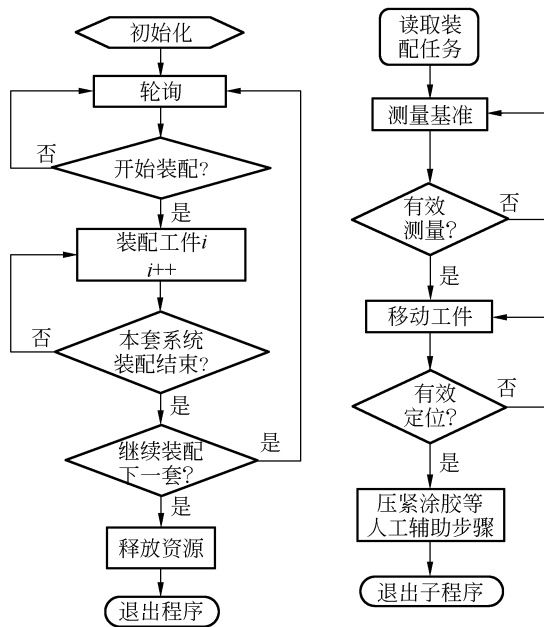 初始化
轮询
否
开始装配?
是
装配工件i
i++
否
本套系统
装配结束?
是
继续装配
下一套?
是
是
释放资源
退出程序
读取装
配任务
测量基准
有效
测量?
否
是
移动工件
有效
定位?
否
是
压紧涂胶等
人工辅助步骤
退出子程序